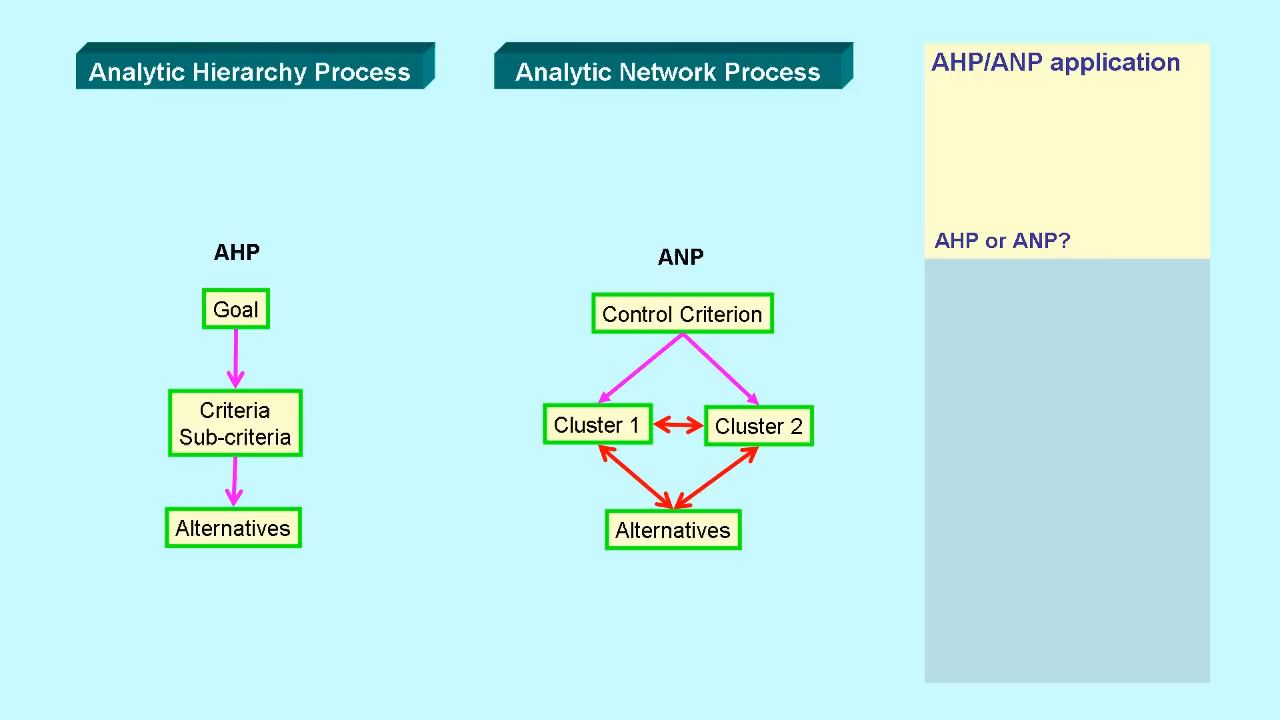 Analytic Hierarchy Process
Analytic Network Process
AHP/ANP application
AHP or ANP?
AHP
Goal
Criteria
Sub-criteria
Alternatives
ANP
Control Criterion
Cluster 1
Cluster 2
Alternatives